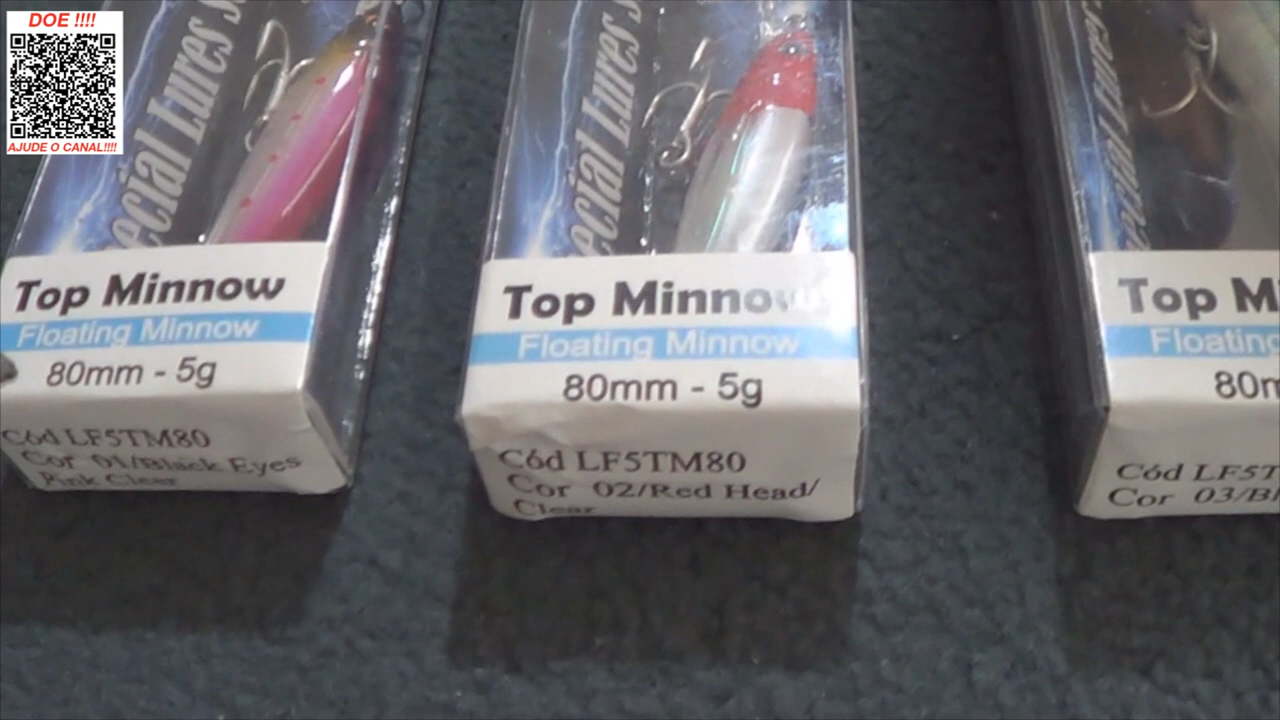 DOE !!!!
AJUDE O CANAL!!!!
ecial Lures
Top Minnow
Floating Minnow
80mm - 5g
Cód LF5TM80
Cor 01/Black Eyes
Pink Clear
ecial Lures
Top Minnow
Floating Minnow
80mm - 5g
Cód LF5TM80
Cor 02/Red Head/
Clear
Top M
Floating
80m
Cód LF5T
Cor 03/Bl